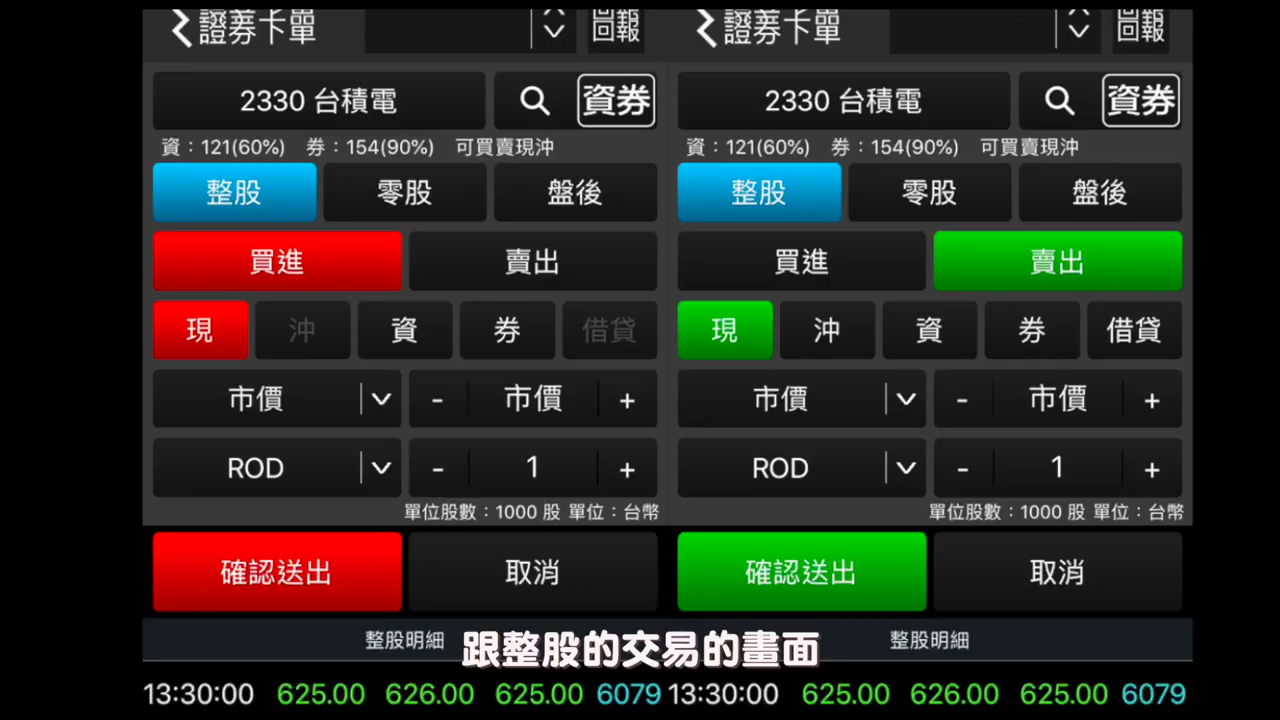 證券下單 回報 證券下單 回報
2330 台積電 資券 2330 台積電 資券
資：121(60%) 券：154(90%) 可買賣現沖 資：121(60%) 券：154(90%) 可買賣現沖
整股 零股 盤後 整股 零股 盤後
買進 賣出 買進 賣出
現 沖 資 券 借貸 現 沖 資 券 借貸
市價 - 市價 + 市價 - 市價 +
ROD - 1 + ROD - 1 +
單位股數：1000 股 單位：台幣 單位股數：1000 股 單位：台幣
確認送出 取消 確認送出 取消
整股明細 整股明細
跟整股的交易的畫面
13:30:00 625.00 626.00 625.00 6079 13:30:00 625.00 626.00 625.00 6079